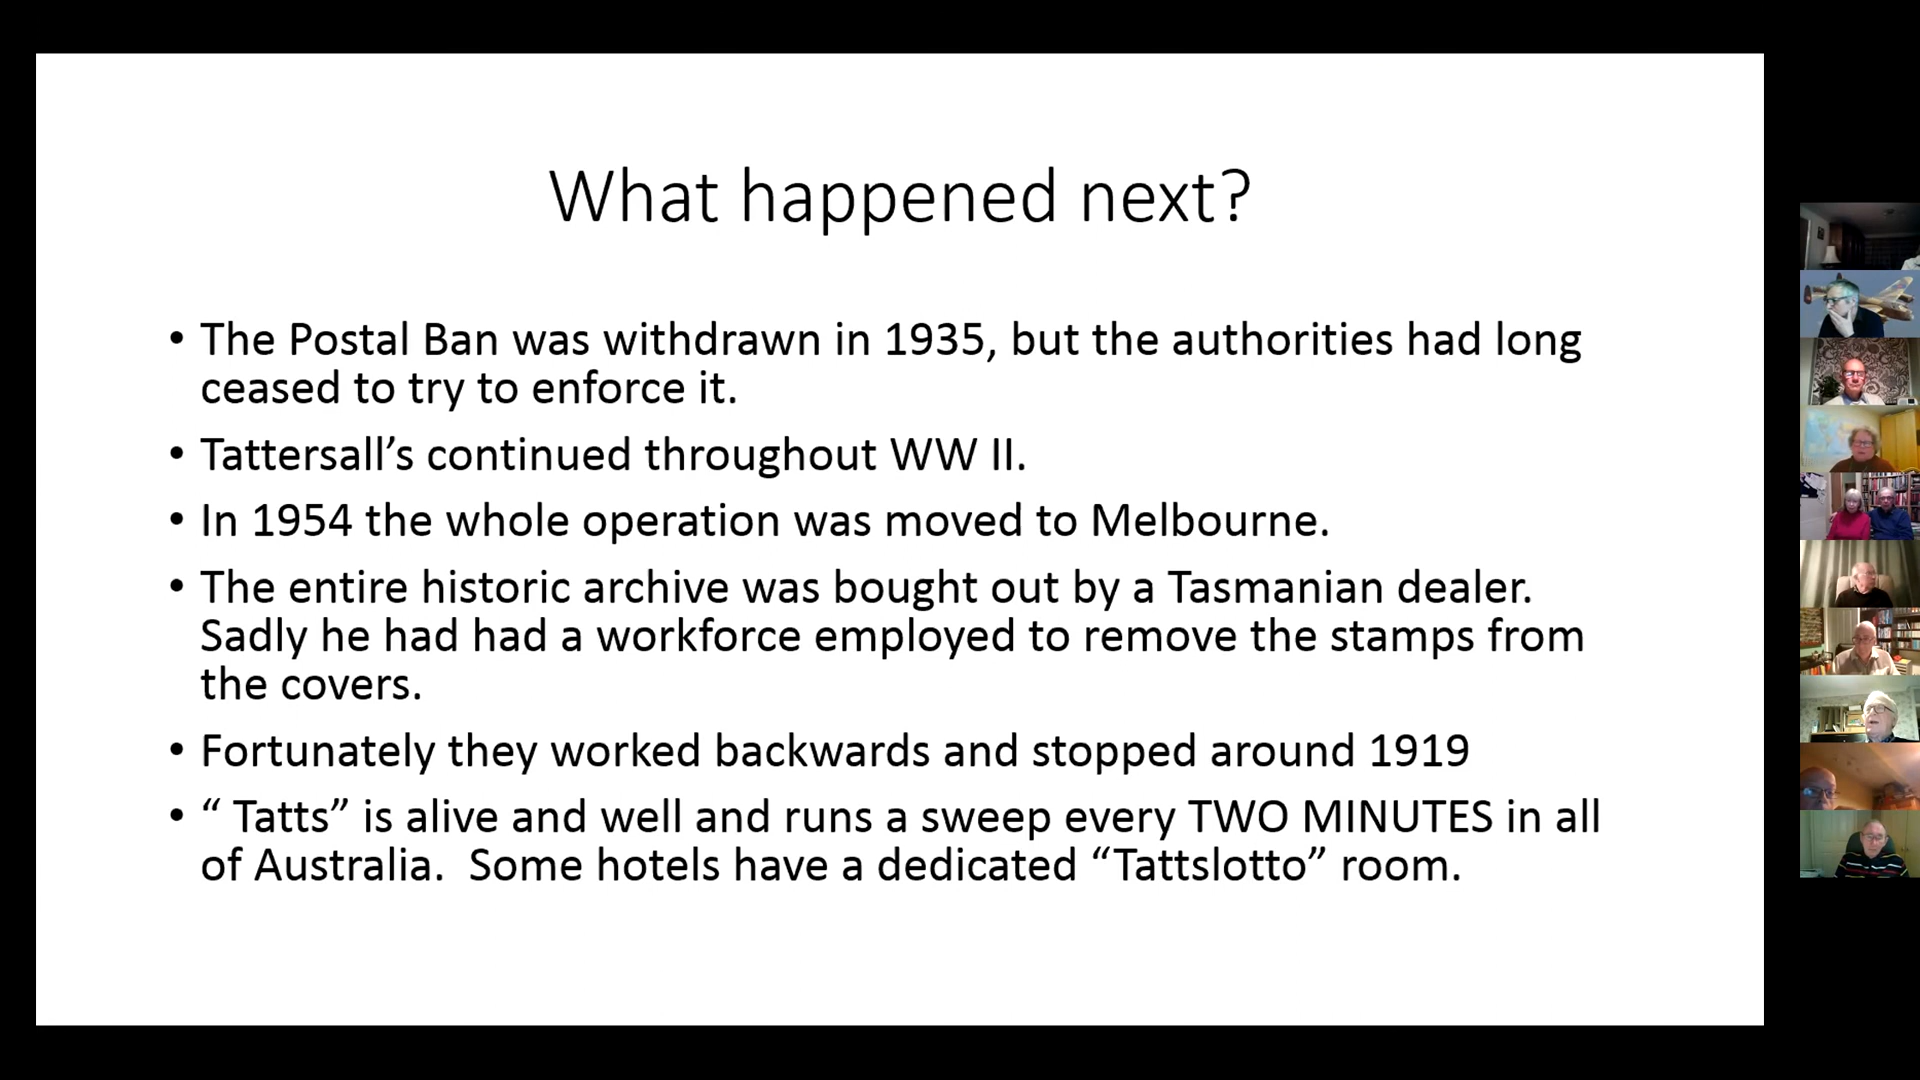 What happened next?
• The Postal Ban was withdrawn in 1935, but the authorities had long
ceased to try to enforce it.
• Tattersall’s continued throughout WW II.
• In 1954 the whole operation was moved to Melbourne.
• The entire historic archive was bought out by a Tasmanian dealer.
Sadly he had had a workforce employed to remove the stamps from
the covers.
• Fortunately they worked backwards and stopped around 1919
• “ Tatts” is alive and well and runs a sweep every TWO MINUTES in all
of Australia.  Some hotels have a dedicated “Tattslotto” room.